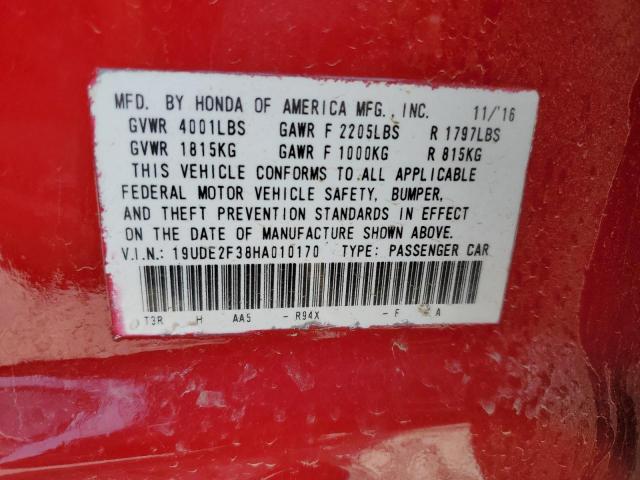 MFD. BY HONDA OF AMERICA MFG., INC. 11/'16
GVWR 4001LBS GAWR F 2205LBS R 1797LBS
GVWR 1815KG GAWR F 1000KG R 815KG
THIS VEHICLE CONFORMS TO ALL APPLICABLE
FEDERAL MOTOR VEHICLE SAFETY, BUMPER,
AND THEFT PREVENTION STANDARDS IN EFFECT
ON THE DATE OF MANUFACTURE SHOWN ABOVE.
V.I.N.: 19UDE2F38HA010170 TYPE: PASSENGER CAR
T3R H AA5 - R94X - F A